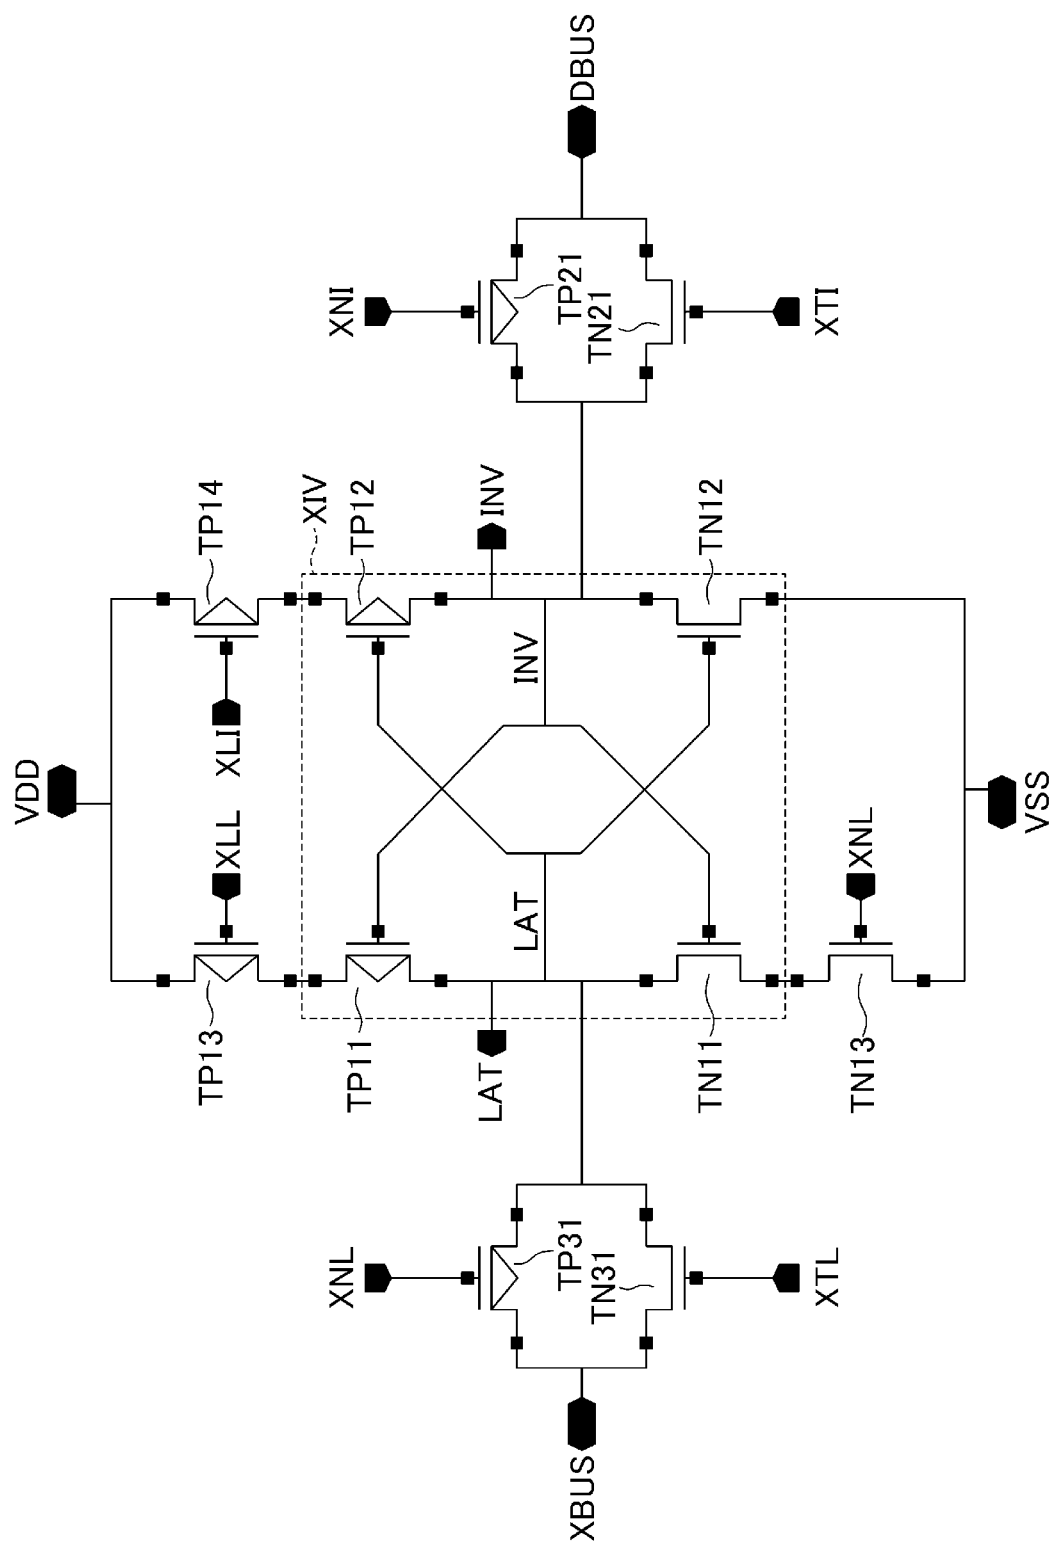 DBUS
XNI
TP21
TN21
XTI
TP14
XIV
TP12
INV
TN12
VDD
XLI
XLL
INV
LAT
XNL
VSS
TP13
TP11
LAT
TN11
TN13
XNL
TP31
TN31
XTL
XBUS